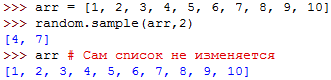 >>> arr = [1, 2, 3, 4, 5, 6, 7, 8, 9, 10]
>>> random.sample(arr,2)
[4, 7]
>>> arr # Сам список не изменяется
[1, 2, 3, 4, 5, 6, 7, 8, 9, 10]